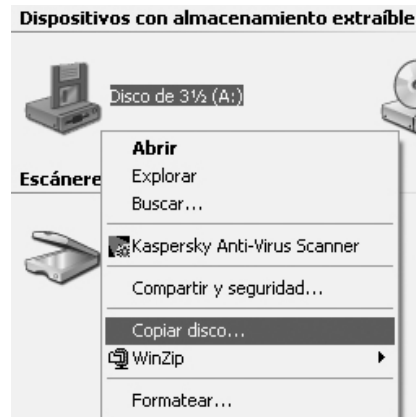 Dispositivos con almacenamiento extraíble
Disco de 3½ (A:)
Abrir
Explorar
Escánere
Buscar...
Kaspersky Anti-Virus Scanner
Compartir y seguridad...
Copiar disco...
WinZip
Formatear...